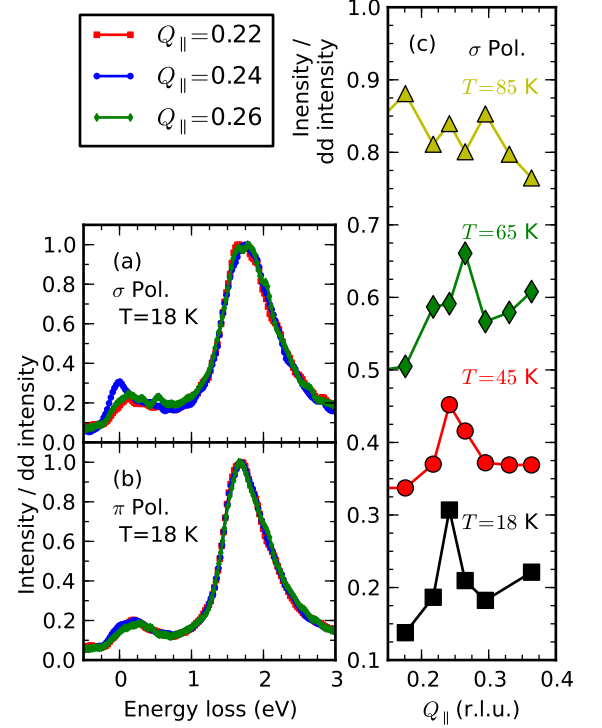 Q∥=0.22
Q∥=0.24
Q∥=0.26
Intensity / dd intensity
1.0
0.8
0.6
0.4
0.2
0.0
(a)
σ Pol.
T=18 K
1.0
0.8
0.6
0.4
0.2
0.0
(b)
π Pol.
T=18 K
0
1
2
3
Energy loss (eV)
Inensity /
dd intensity
1.0
0.9
0.8
0.7
0.6
0.5
0.4
0.3
0.2
0.1
(c)
σ Pol.
T=85 K
T=65 K
T=45 K
T=18 K
0.2
0.3
0.4
Q∥ (r.l.u.)